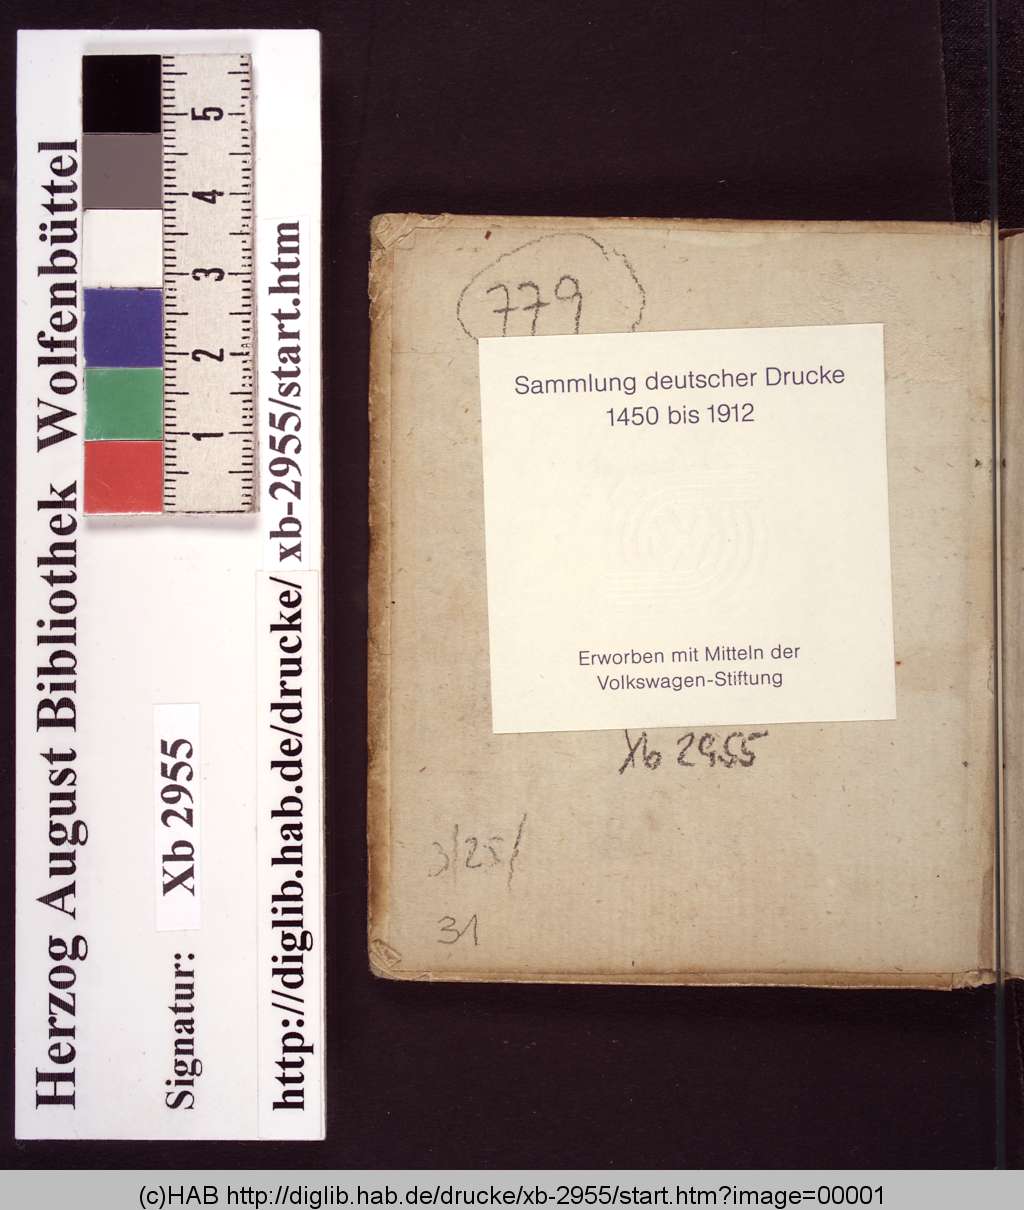 Herzog August Bibliothek Wolfenbüttel
Signatur: Xb 2955
http://diglib.hab.de/drucke/ xb-2955/start.htm
5
4
3
2
1
779
Sammlung deutscher Drucke
1450 bis 1912
Erworben mit Mitteln der
Volkswagen-Stiftung
Xb 2955
3/25/
31
(c)HAB http://diglib.hab.de/drucke/xb-2955/start.htm?image=00001